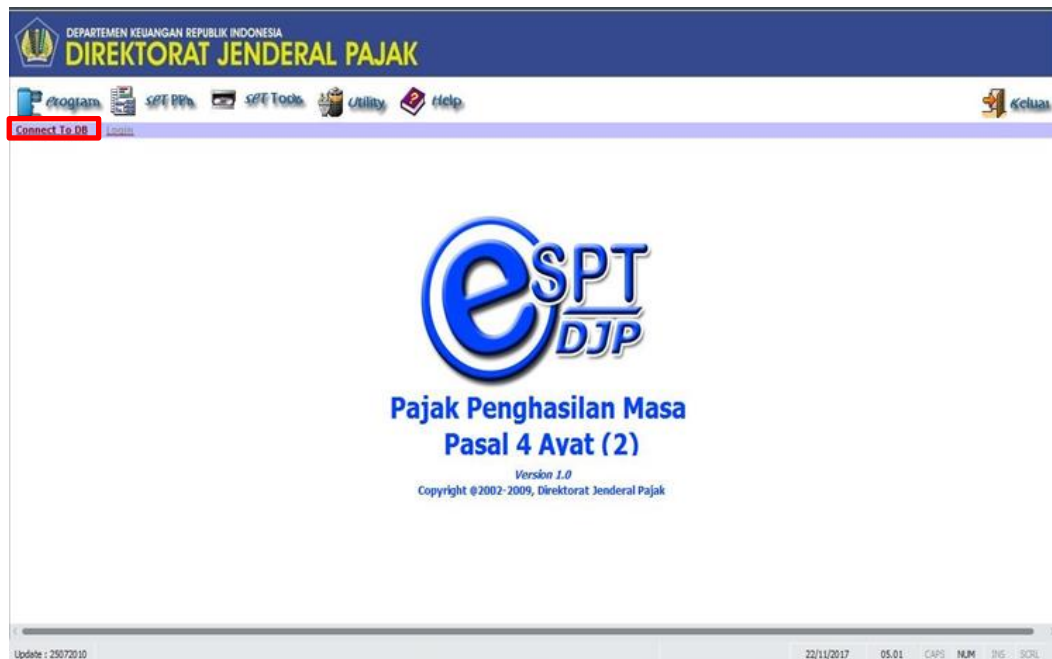 DEPARTEMEN KEUANGAN REPUBLIK INDONESIA
DIREKTORAT JENDERAL PAJAK
Program SPT PPh SPT Tools Utility Help Keluar
Connect To DB Login
eSPT
DJP
Pajak Penghasilan Masa
Pasal 4 Ayat (2)
Version 1.0
Copyright @2002-2009, Direktorat Jenderal Pajak
Update : 25072010 22/11/2017 05.01 CAPS NUM INS SCRL